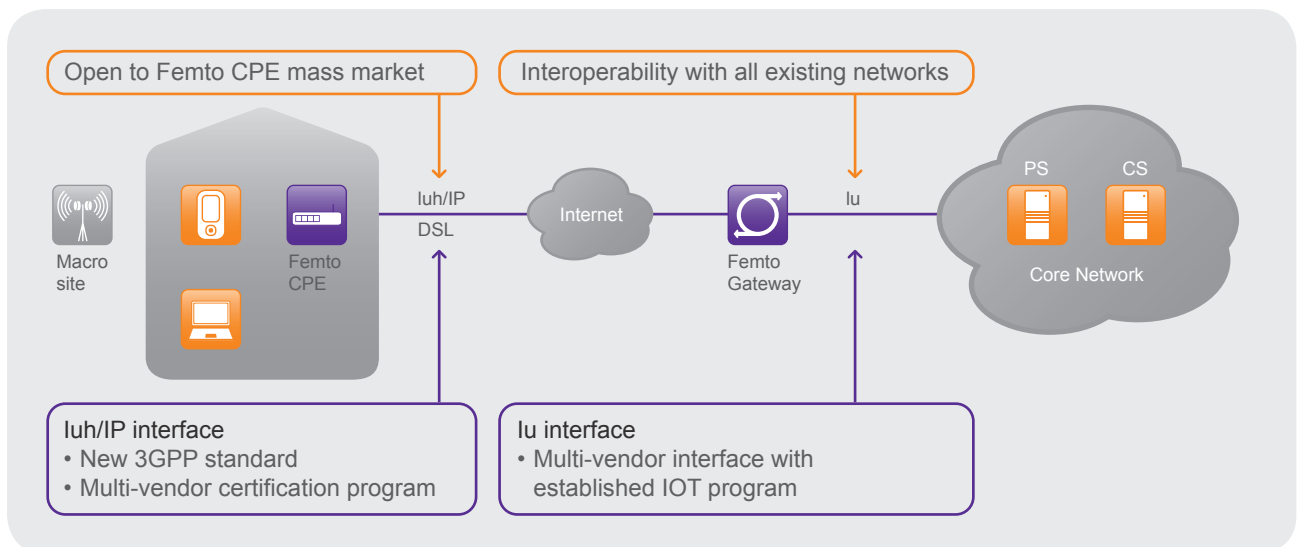 Open to Femto CPE mass market
Interoperability with all existing networks
PS
CS
Iuh/IP
Iu
Internet
DSL
Macro
site
Femto
CPE
Femto
Gateway
Core Network
Iuh/IP interface
• New 3GPP standard
• Multi-vendor certification program
Iu interface
• Multi-vendor interface with
established IOT program